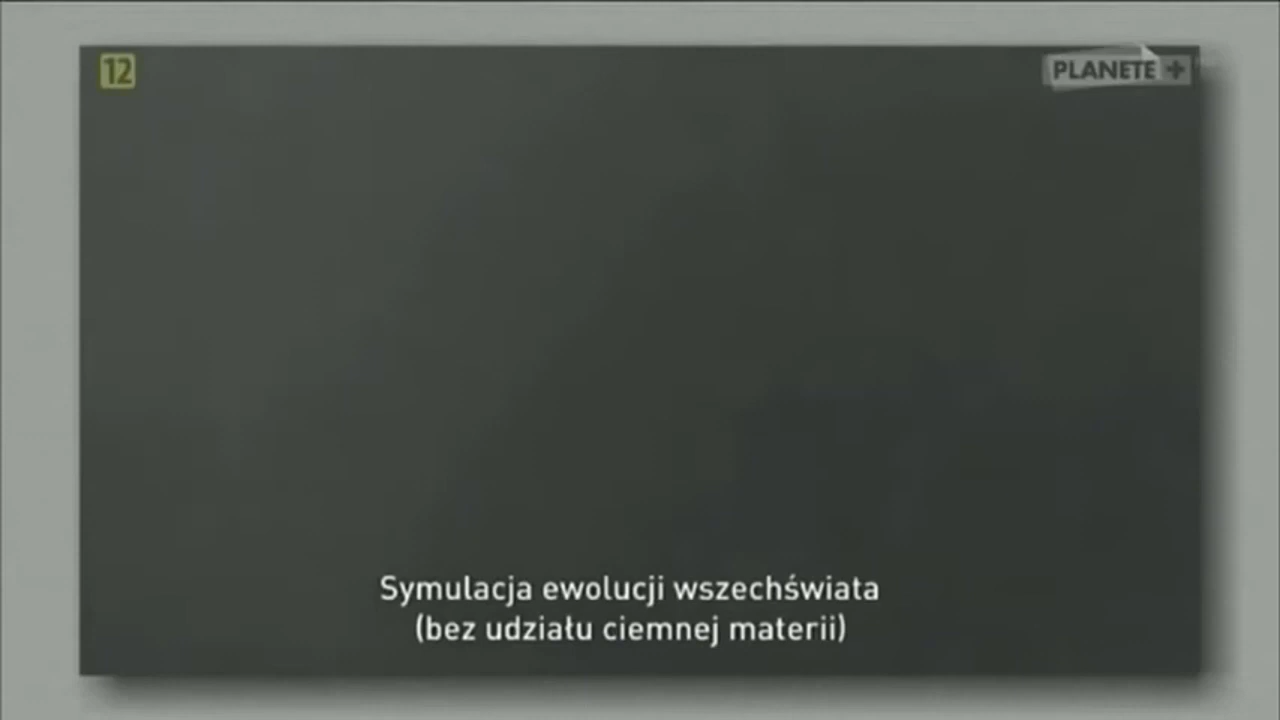 12
PLANETE +
Symulacja ewolucji wszechświata
(bez udziału ciemnej materii)